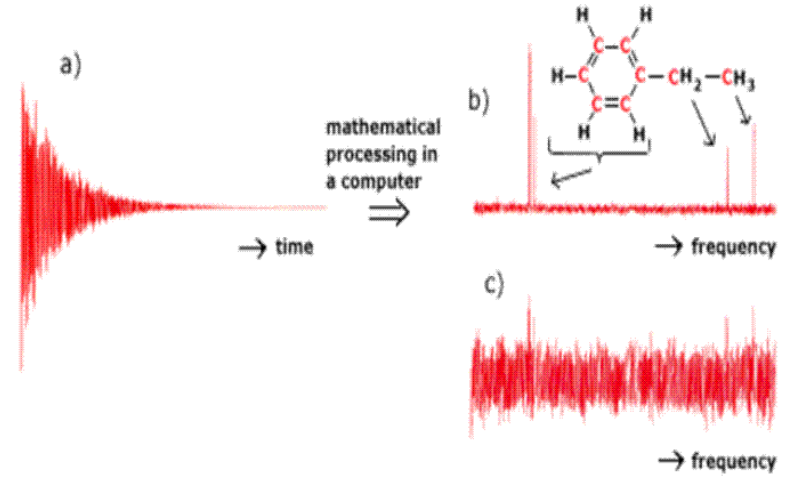 a)
mathematical
processing in
a computer
⇒
→ time
b)
H H
C–C
H–C C–CH₂–CH₃
C=C
H H
→ frequency
c)
→ frequency